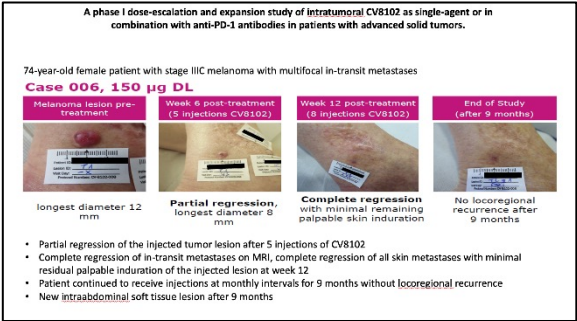 A phase I dose-escalation and expansion study of intratumoral CV8102 as single-agent or in
combination with anti-PD-1 antibodies in patients with advanced solid tumors.
74-year-old female patient with stage IIIC melanoma with multifocal in-transit metastases
Case 006, 150 µg DL
Melanoma lesion pre-
treatment
Week 6 post-treatment
(5 injections CV8102)
Week 12 post-treatment
(8 injections CV8102)
End of Study
(after 9 months)
longest diameter 12
mm
Partial regression,
longest diameter 8
mm
Complete regression
with minimal remaining
palpable skin induration
No locoregional
recurrence after
9 months
• Partial regression of the injected tumor lesion after 5 injections of CV8102
• Complete regression of in-transit metastases on MRI, complete regression of all skin metastases with minimal
residual palpable induration of the injected lesion at week 12
• Patient continued to receive injections at monthly intervals for 9 months without locoregional recurrence
• New intraabdominal soft tissue lesion after 9 months